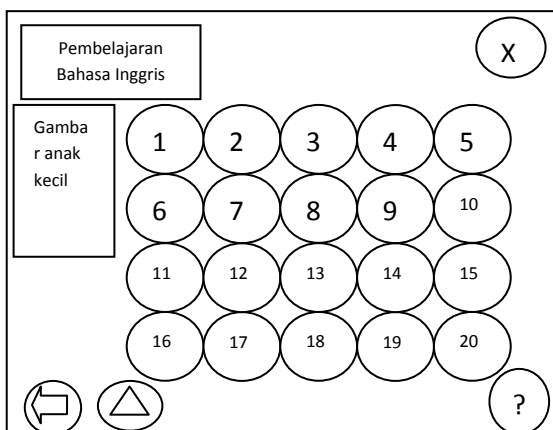 Pembelajaran
Bahasa Inggris
X
Gamba
r anak
kecil
1 2 3 4 5
6 7 8 9 10
11 12 13 14 15
16 17 18 19 20
?